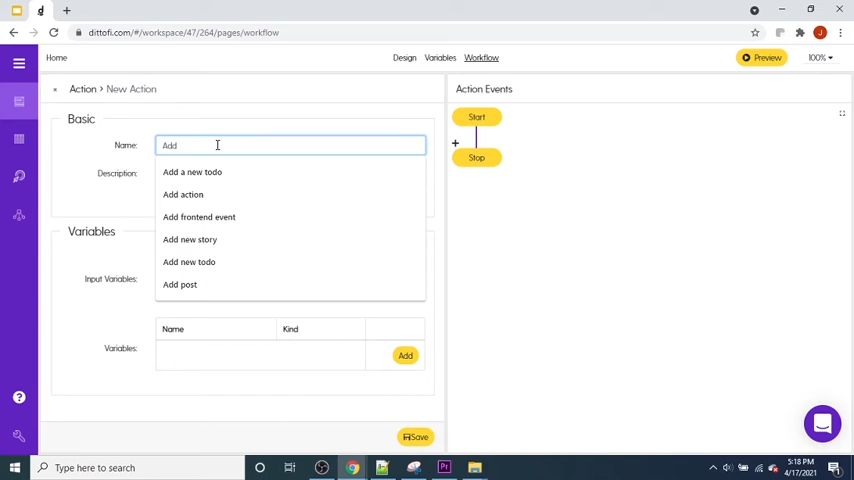 dittofi.com/#/workspace/47/264/pages/workflow
J
Home
Design Variables Workflow
Preview
100%
Action > New Action
Action Events
Basic
Start
Name:
Add
Stop
Add a new todo
Description:
Add action
Add frontend event
Variables
Add new story
Add new todo
Input Variables:
Add post
Name Kind
Variables:
Add
Save
Type here to search
Pr
5:18 PM
4/17/2021